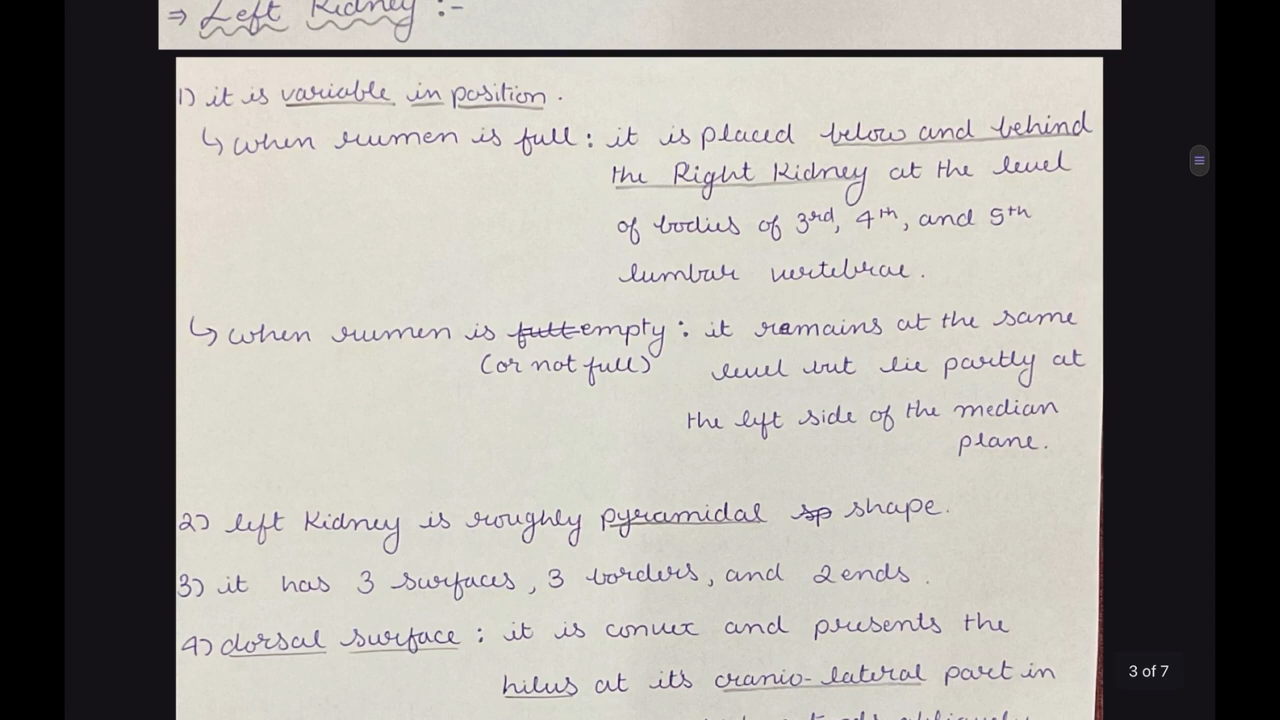 ⇒ Left Kidney :-
1) it is variable in position.
↳ when rumen is full : it is placed below and behind
the Right Kidney at the level
of bodies of 3rd, 4th, and 5th
lumbar vertebrae.
↳ when rumen is full empty : it remains at the same
(or not full) level but lie partly at
the left side of the median
plane.
2) left Kidney is roughly pyramidal sp shape.
3) it has 3 surfaces, 3 borders, and 2 ends.
4) dorsal surface : it is convex and presents the
hilus at its cranio-lateral part in
obliquely
3 of 7